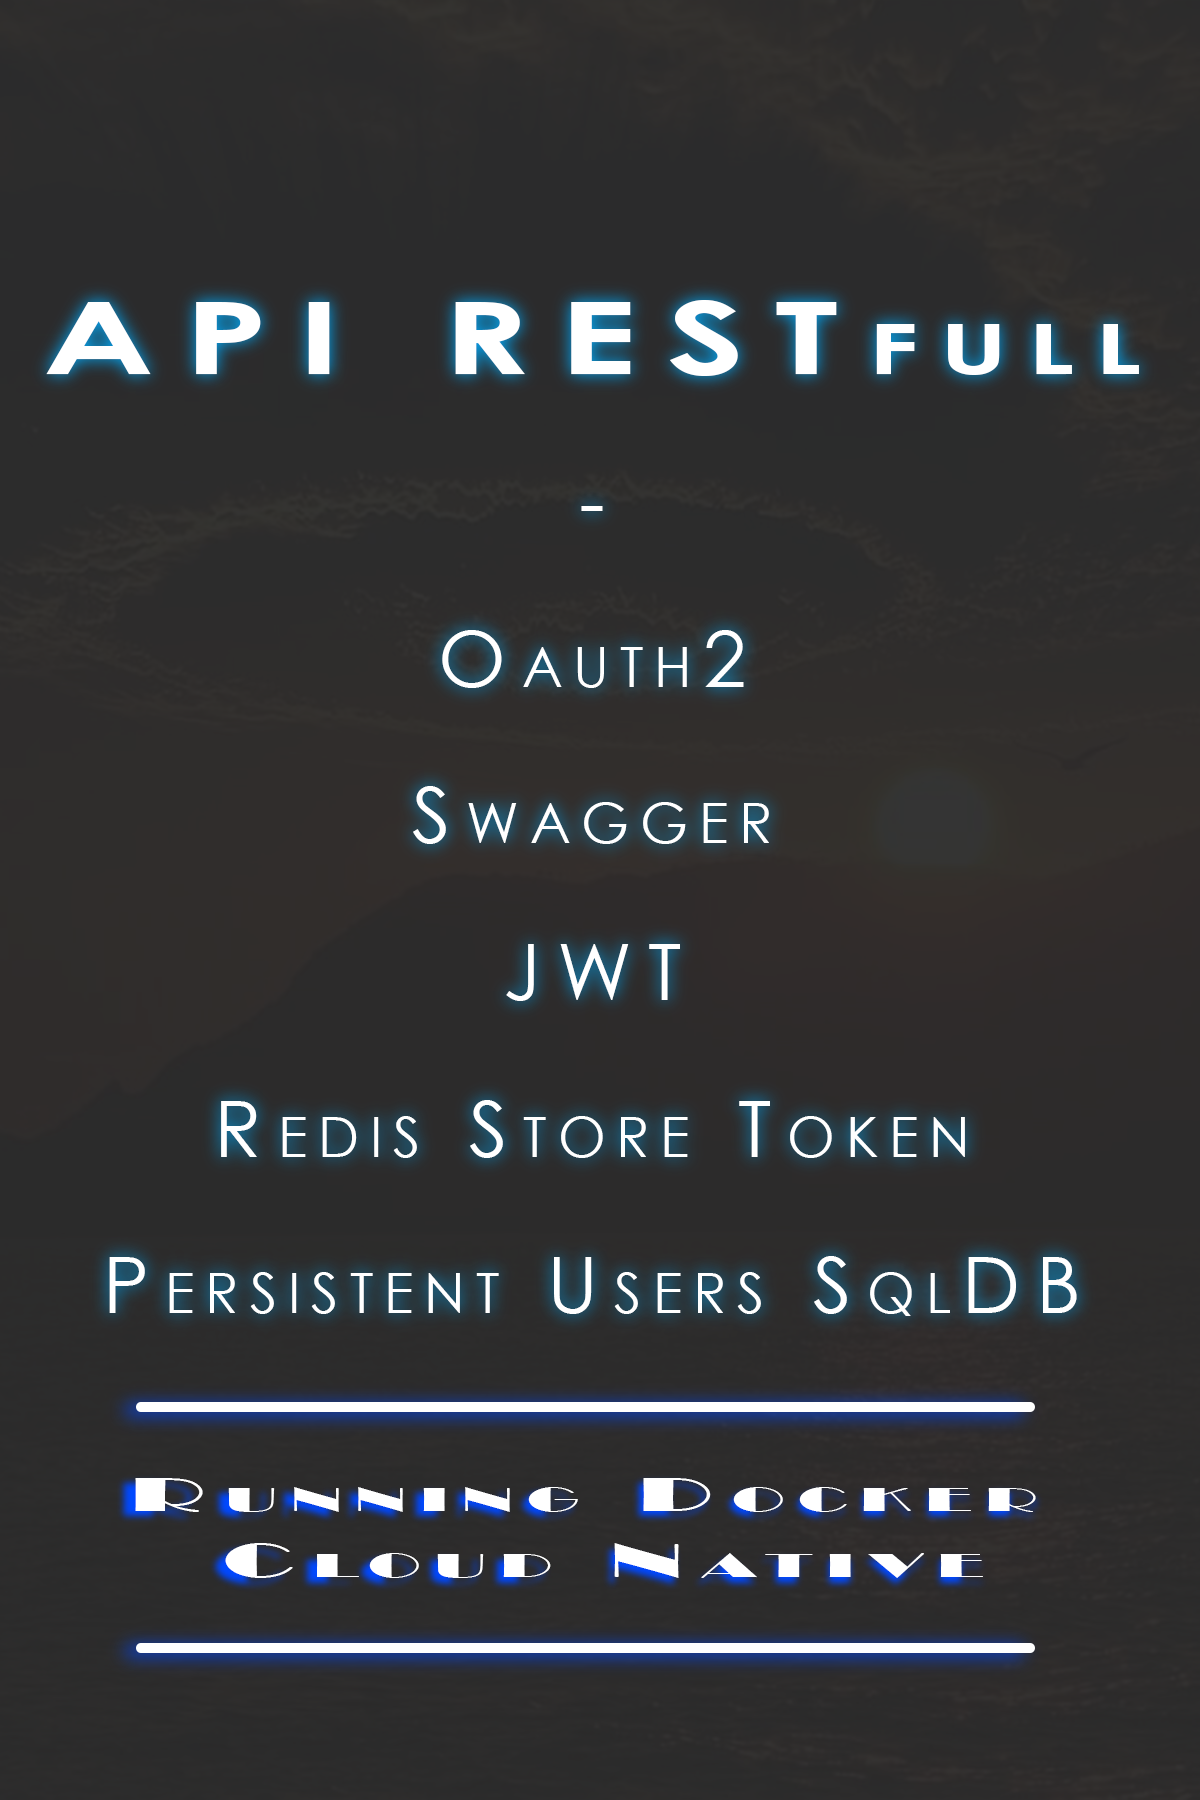 API RESTfull
-
Oauth2
Swagger
JWT
Redis Store Token
Persistent Users SqlDB
Running Docker
Cloud Native